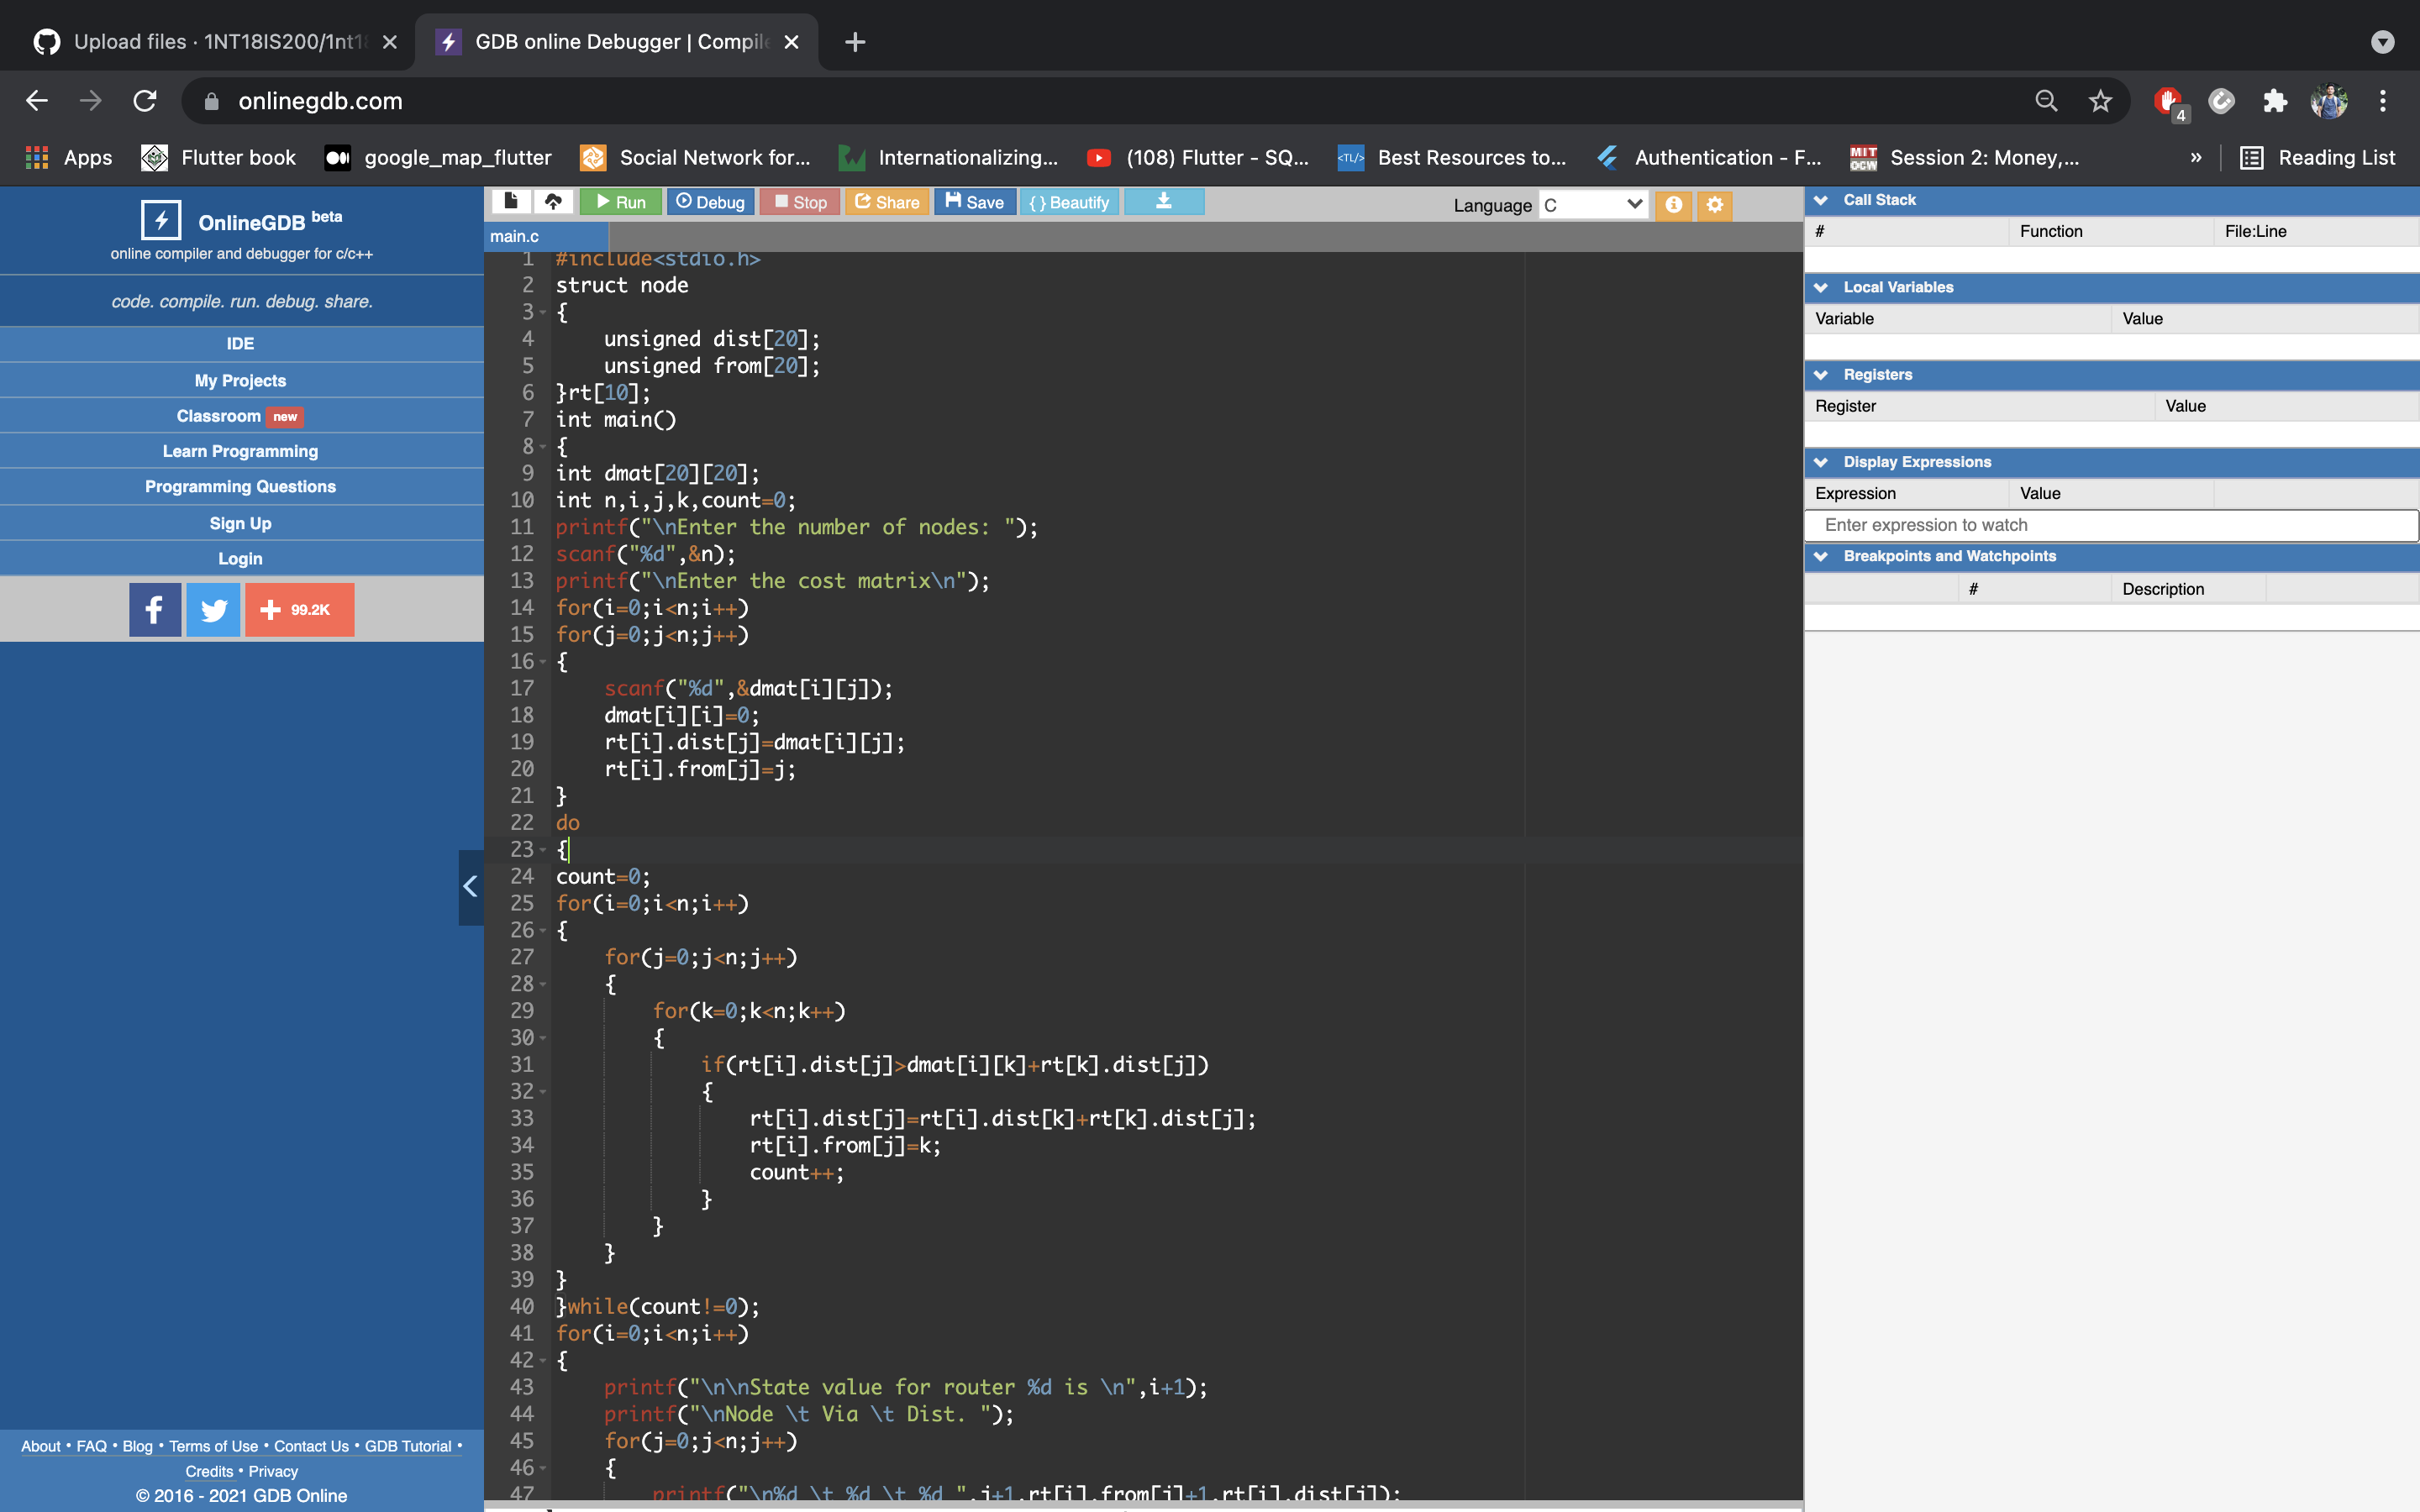 Upload files · 1NT18IS200/1nt18
GDB online Debugger | Compile
onlinegdb.com
4
Apps
Flutter book
google_map_flutter
Social Network for...
Internationalizing...
(108) Flutter - SQ...
<TL/>
Best Resources to...
Authentication - F...
MIT OCW
Session 2: Money,...
»
Reading List
OnlineGDB beta
online compiler and debugger for c/c++
code. compile. run. debug. share.
IDE
My Projects
Classroom new
Learn Programming
Programming Questions
Sign Up
Login
99.2K
About • FAQ • Blog • Terms of Use • Contact Us • GDB Tutorial •
Credits • Privacy
© 2016 - 2021 GDB Online
Run
Debug
Stop
Share
Save
{ } Beautify
Language C
main.c
1 #include<stdio.h>
2 struct node
3 {
4     unsigned dist[20];
5     unsigned from[20];
6 }rt[10];
7 int main()
8 {
9 int dmat[20][20];
10 int n,i,j,k,count=0;
11 printf("\nEnter the number of nodes: ");
12 scanf("%d",&n);
13 printf("\nEnter the cost matrix\n");
14 for(i=0;i<n;i++)
15 for(j=0;j<n;j++)
16 {
17     scanf("%d",&dmat[i][j]);
18     dmat[i][i]=0;
19     rt[i].dist[j]=dmat[i][j];
20     rt[i].from[j]=j;
21 }
22 do
23 {
24 count=0;
25 for(i=0;i<n;i++)
26 {
27     for(j=0;j<n;j++)
28     {
29         for(k=0;k<n;k++)
30         {
31             if(rt[i].dist[j]>dmat[i][k]+rt[k].dist[j])
32             {
33                 rt[i].dist[j]=rt[i].dist[k]+rt[k].dist[j];
34                 rt[i].from[j]=k;
35                 count++;
36             }
37         }
38     }
39 }
40 }while(count!=0);
41 for(i=0;i<n;i++)
42 {
43     printf("\n\nState value for router %d is \n",i+1);
44     printf("\nNode \t Via \t Dist. ");
45     for(j=0;j<n;j++)
46     {
47         printf("\n%d \t %d \t %d ",j+1,rt[i].from[j]+1,rt[i].dist[j]);
Call Stack
# Function File:Line
Local Variables
Variable Value
Registers
Register Value
Display Expressions
Expression Value
Enter expression to watch
Breakpoints and Watchpoints
# Description